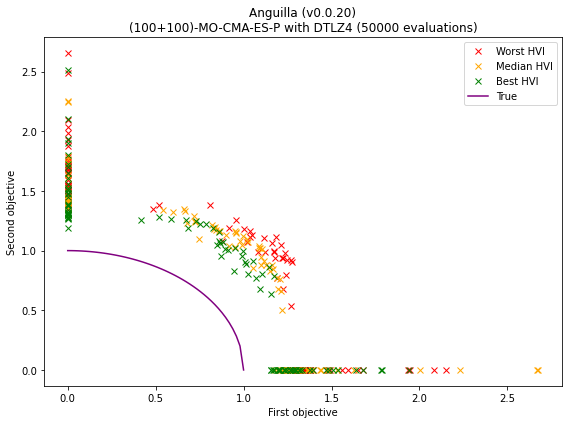 Anguilla (v0.0.20)
(100+100)-MO-CMA-ES-P with DTLZ4 (50000 evaluations)
Worst HVI
Median HVI
Best HVI
True
Second objective
2.5
2.0
1.5
1.0
0.5
0.0
0.0 0.5 1.0 1.5 2.0 2.5
First objective